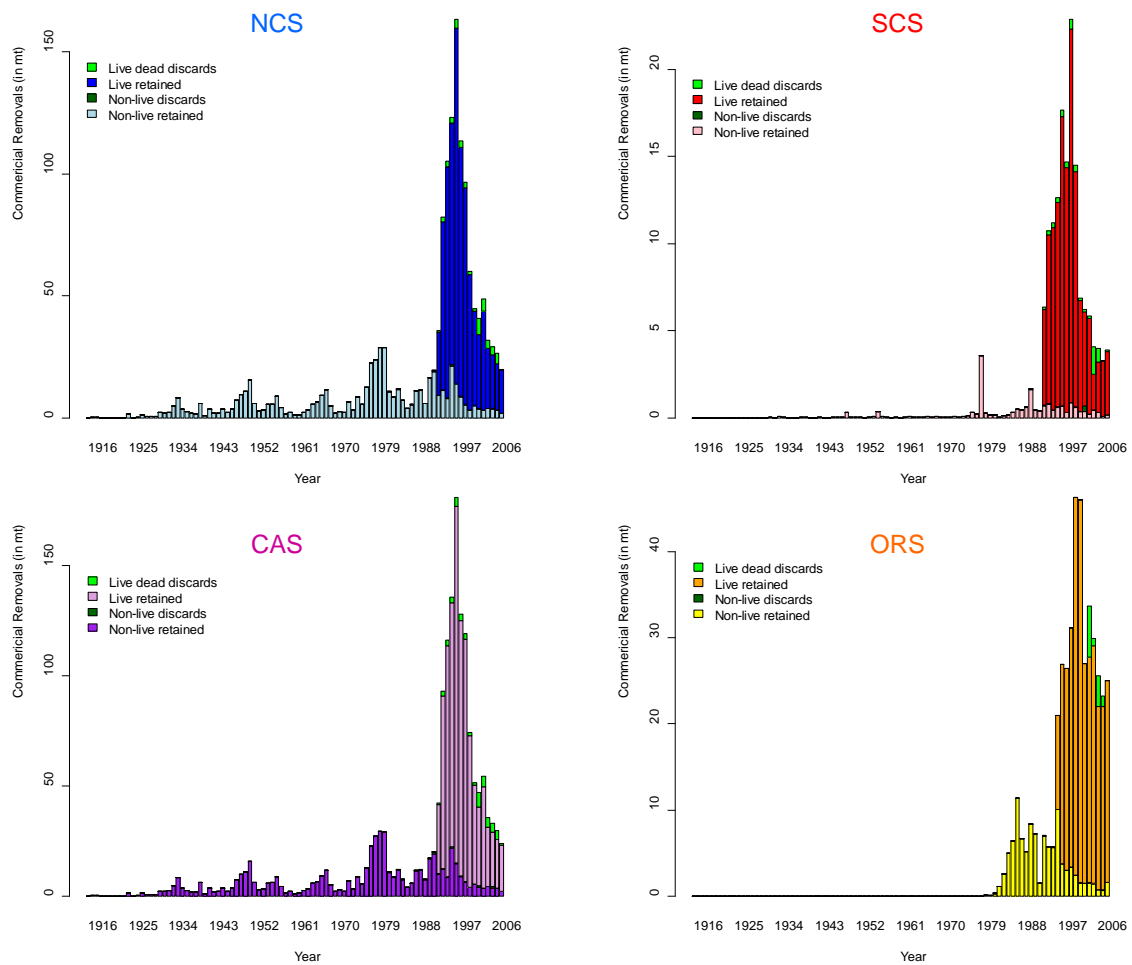 NCS
Commericial Removals (in mt)
0 50 100 150
Live dead discards
Live retained
Non-live discards
Non-live retained
1916 1925 1934 1943 1952 1961 1970 1979 1988 1997 2006
Year
SCS
Commericial Removals (in mt)
0 5 10 15 20
Live dead discards
Live retained
Non-live discards
Non-live retained
1916 1925 1934 1943 1952 1961 1970 1979 1988 1997 2006
Year
CAS
Commericial Removals (in mt)
0 50 100 150
Live dead discards
Live retained
Non-live discards
Non-live retained
1916 1925 1934 1943 1952 1961 1970 1979 1988 1997 2006
Year
ORS
Commericial Removals (in mt)
0 10 20 30 40
Live dead discards
Live retained
Non-live discards
Non-live retained
1916 1925 1934 1943 1952 1961 1970 1979 1988 1997 2006
Year